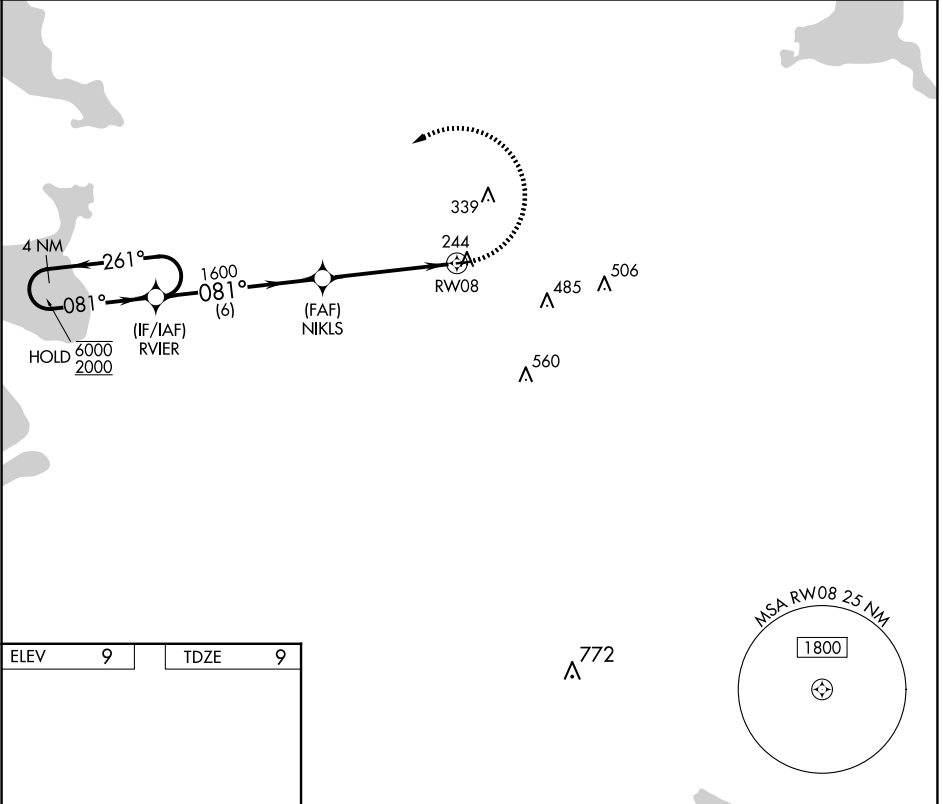 339
244
RW08
4 NM
261°
081°
1600
081°
(6)
(IF/IAF)
RVIER
(FAF)
NIKLS
HOLD 6000
2000
485
506
560
MSA RW08 25 NM
1800
772
ELEV 9
TDZE 9